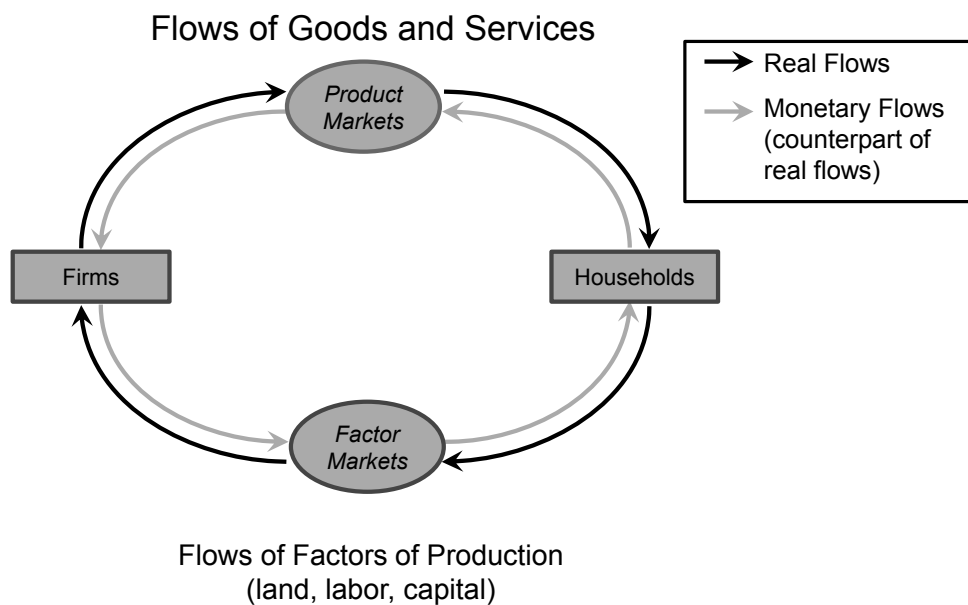 Flows of Goods and Services
Real Flows
Monetary Flows
(counterpart of
real flows)
Product
Markets
Firms
Households
Factor
Markets
Flows of Factors of Production
(land, labor, capital)